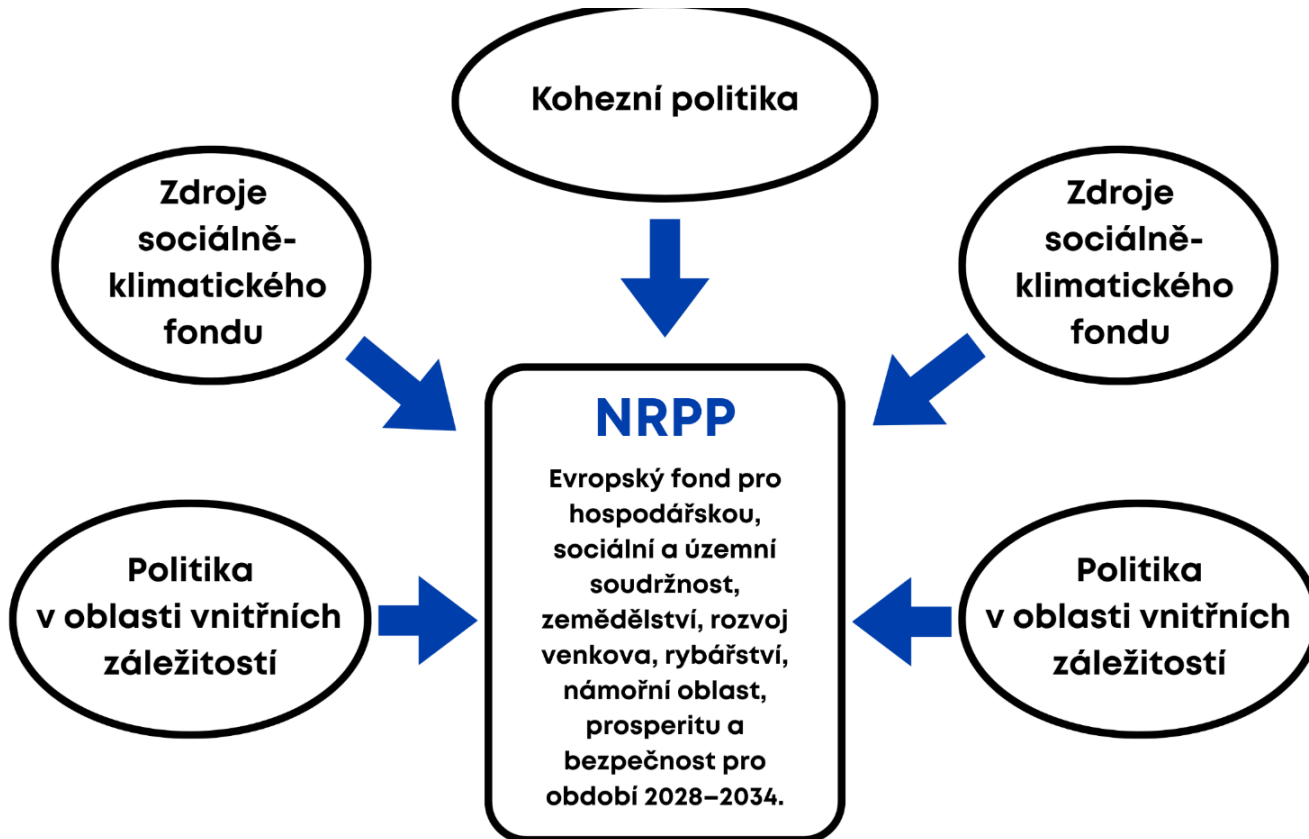 Kohezní politika
Zdroje
sociálně-
klimatického
fondu
Zdroje
sociálně-
klimatického
fondu
NRPP
Evropský fond pro
hospodářskou,
sociální a územní
soudržnost,
zemědělství, rozvoj
venkova, rybářství,
námořní oblast,
prosperitu a
bezpečnost pro
období 2028–2034.
Politika
v oblasti vnitřních
záležitostí
Politika
v oblasti vnitřních
záležitostí